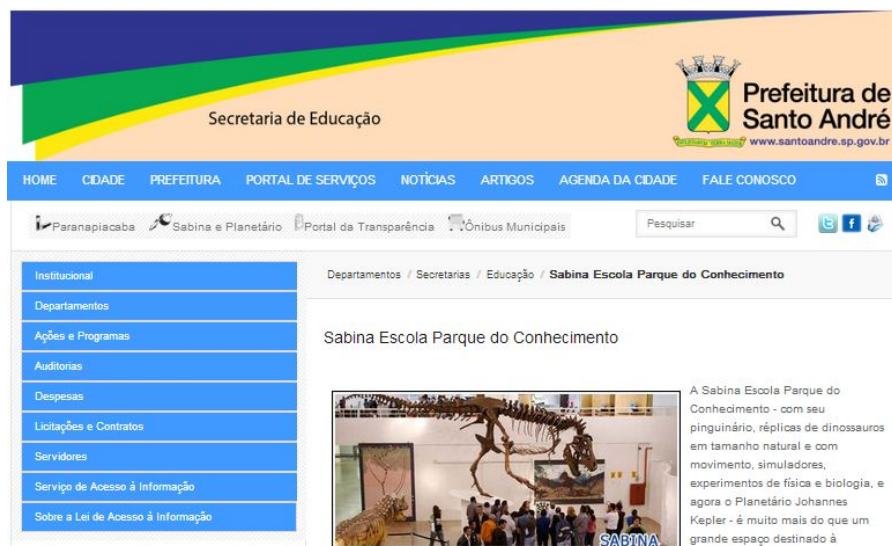 Secretaria de Educação
Prefeitura de
Santo André
www.santoandre.sp.gov.br
HOME CIDADE PREFEITURA PORTAL DE SERVIÇOS NOTÍCIAS ARTIGOS AGENDA DA CIDADE FALE CONOSCO
Paranapiacaba Sabina e Planetário Portal da Transparência Ônibus Municipais Pesquisar
Institucional
Departamentos
Ações e Programas
Auditorias
Despesas
Licitações e Contratos
Servidores
Serviço de Acesso à Informação
Sobre a Lei de Acesso à Informação
Departamentos / Secretarias / Educação / Sabina Escola Parque do Conhecimento
Sabina Escola Parque do Conhecimento
SABINA
A Sabina Escola Parque do
Conhecimento - com seu
pinguinário, réplicas de dinossauros
em tamanho natural e com
movimento, simuladores,
experimentos de física e biologia, e
agora o Planetário Johannes
Kepler - é muito mais do que um
grande espaço destinado à